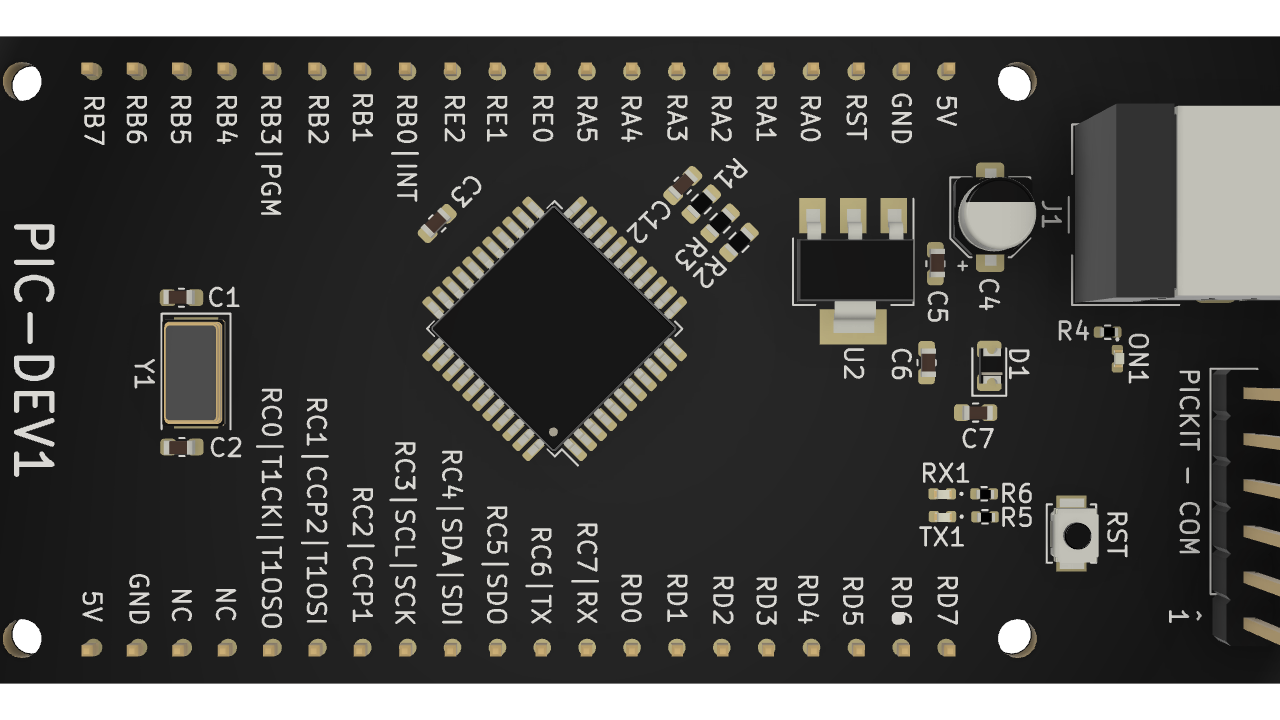 RB7
RB6
RB5
RB4
RB3|PGM
RB2
RB1
RB0|INT
RE2
RE1
RE0
RA5
RA4
RA3
RA2
RA1
RA0
RST
GND
5V
PIC-DEV1
C3
R1
C12
R3
R2
J1
C1
Y1
C2
U2
C5
+
C4
C6
D1
C7
R4
ON1
PICKIT - COM
1
RX1
R6
TX1
R5
RST
5V
GND
NC
NC
RC0|T1CKI|T1OSO
RC1|CCP2|T1OSI
RC2|CCP1
RC3|SCL|SCK
RC4|SDA|SDI
RC5|SDO
RC6|TX
RC7|RX
RD0
RD1
RD2
RD3
RD4
RD5
RD6
RD7